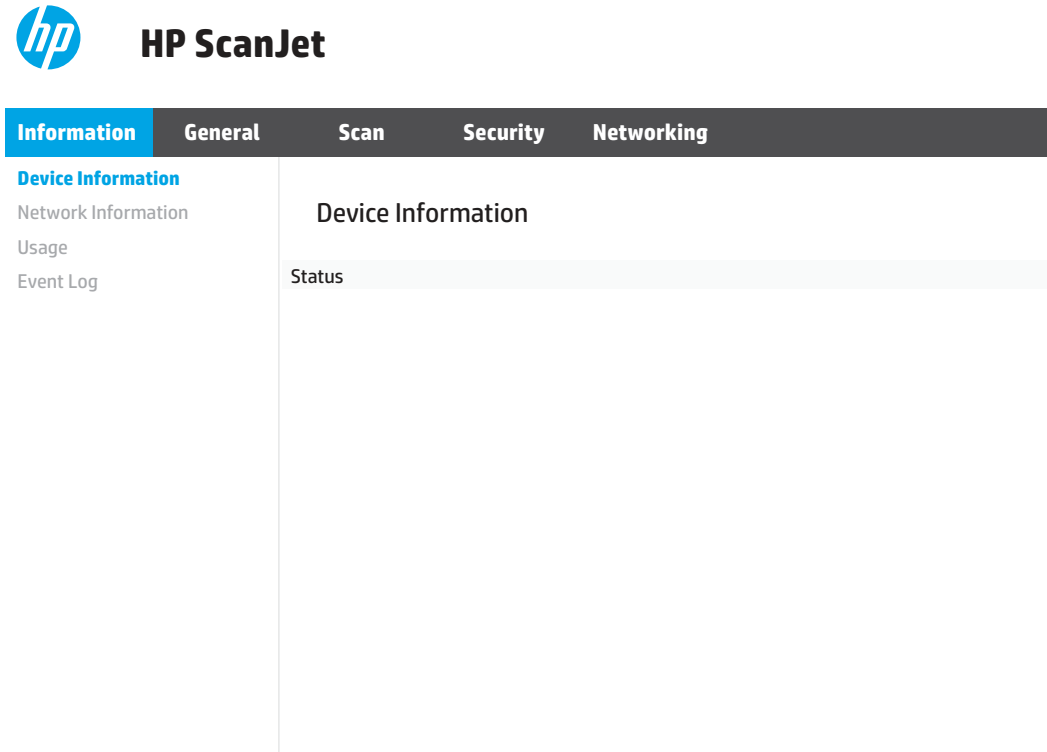 hp
HP ScanJet
Information General Scan Security Networking
Device Information
Network Information
Usage
Event Log
Device Information
Status